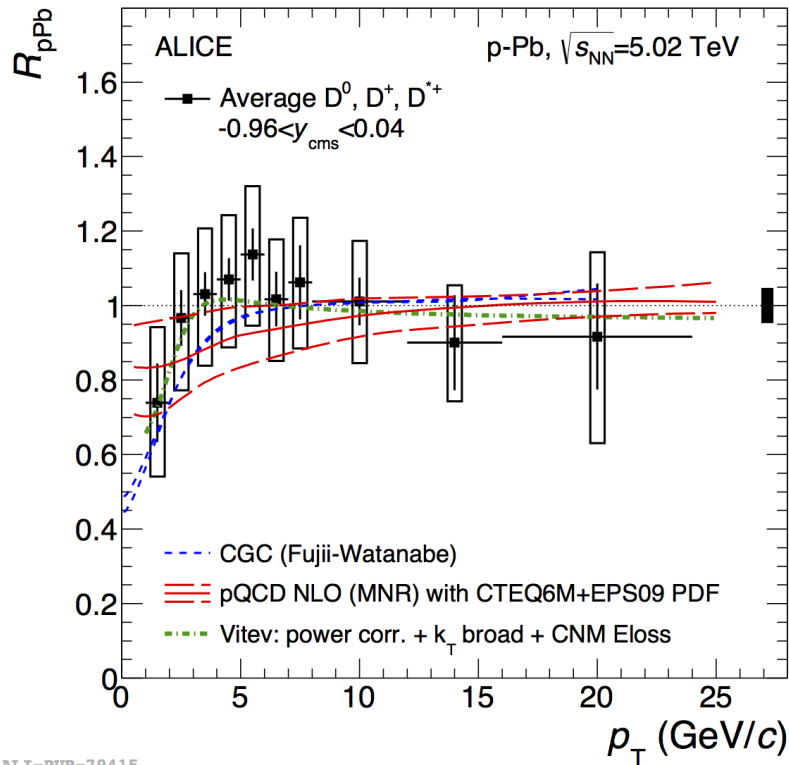 R_pPb
ALICE
p-Pb, √s_NN=5.02 TeV
Average D⁰, D⁺, D*⁺
-0.96<y_cms<0.04
1.6
1.4
1.2
1
0.8
0.6
0.4
0.2
0
CGC (Fujii-Watanabe)
pQCD NLO (MNR) with CTEQ6M+EPS09 PDF
Vitev: power corr. + k_T broad + CNM Eloss
0 5 10 15 20 25
p_T (GeV/c)